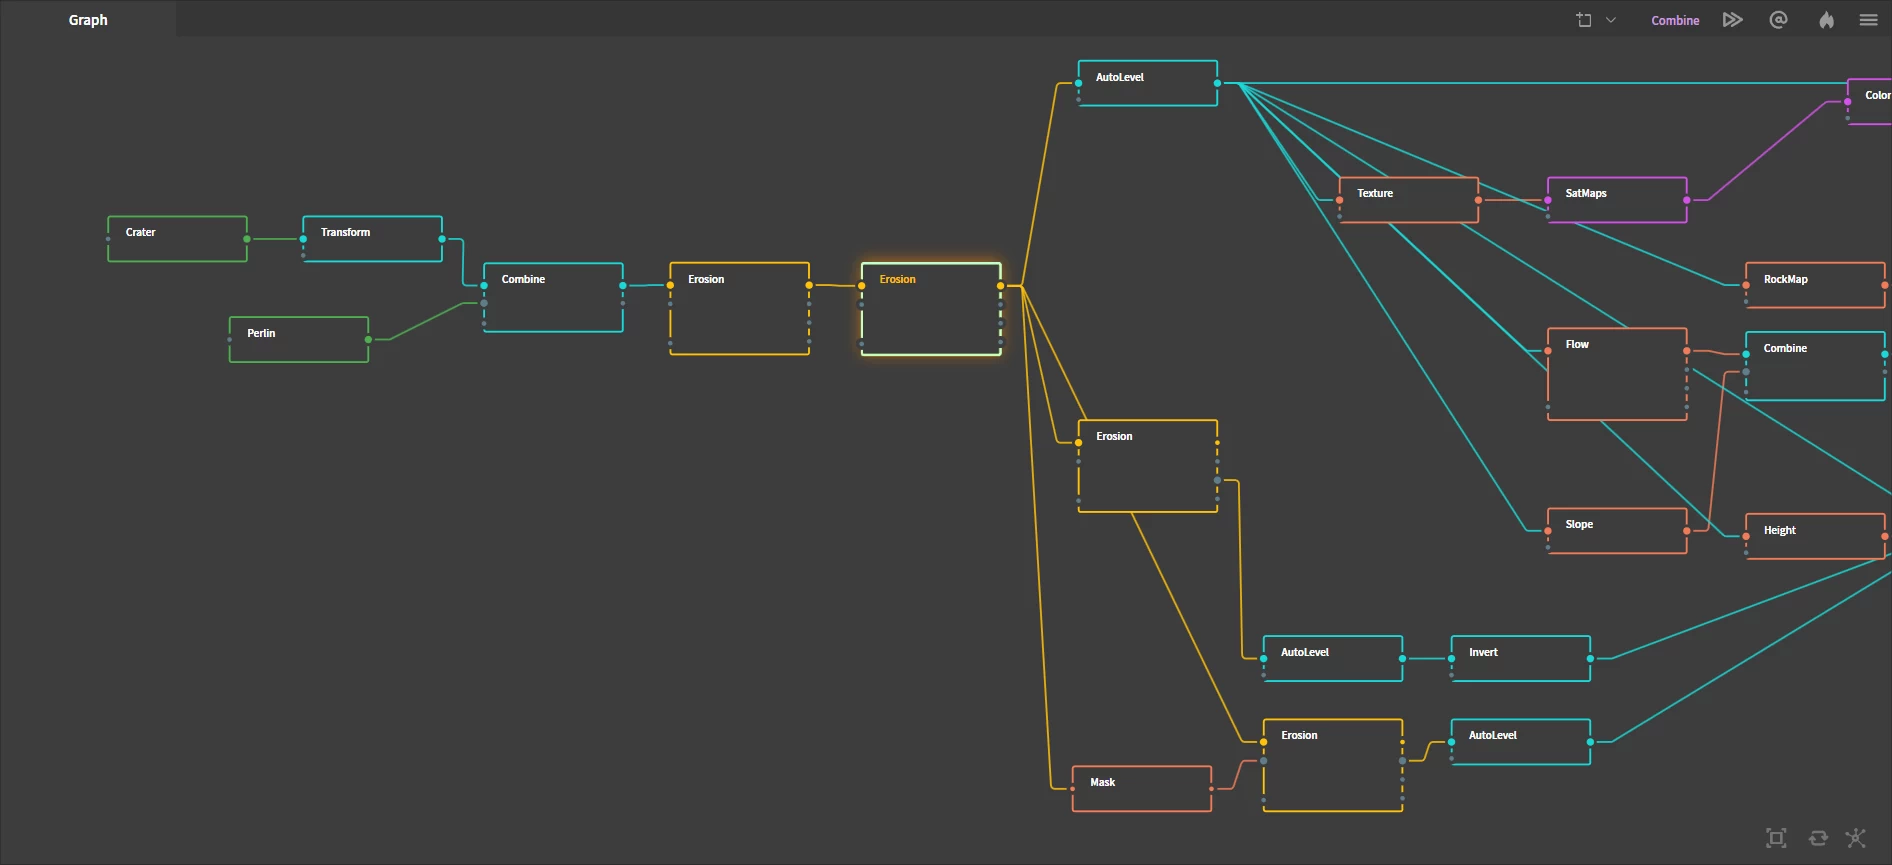 Graph
Combine
AutoLevel
Color
Texture
SatMaps
Crater
Transform
Combine
Erosion
Erosion
RockMap
Perlin
Flow
Combine
Erosion
Slope
Height
AutoLevel
Invert
Erosion
AutoLevel
Mask